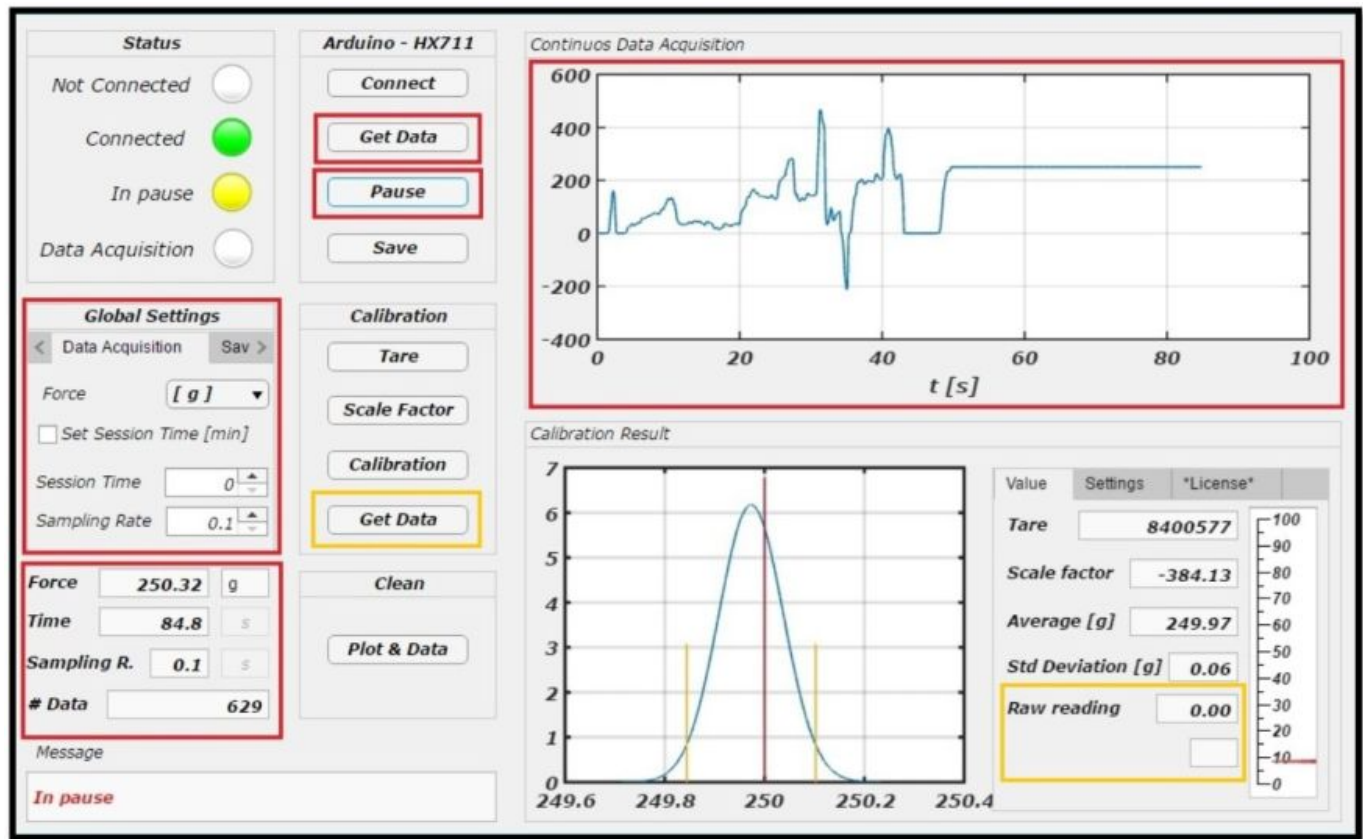 Status
Not Connected
Connected
In pause
Data Acquisition
Arduino - HX711
Connect
Get Data
Pause
Save
Continuos Data Acquisition
600
400
200
0
-200
-400
0 20 40 60 80 100
t [s]
Global Settings
< Data Acquisition Sav >
Force [ g ]
Set Session Time [min]
Session Time 0
Sampling Rate 0.1
Calibration
Tare
Scale Factor
Calibration
Get Data
Force 250.32 g
Time 84.8 s
Sampling R. 0.1 s
# Data 629
Clean
Plot & Data
Message
In pause
Calibration Result
7
6
5
4
3
2
1
0
249.6 249.8 250 250.2 250.4
Value Settings *License*
Tare 8400577
Scale factor -384.13
Average [g] 249.97
Std Deviation [g] 0.06
Raw reading 0.00
100
90
80
70
60
50
40
30
20
10
0